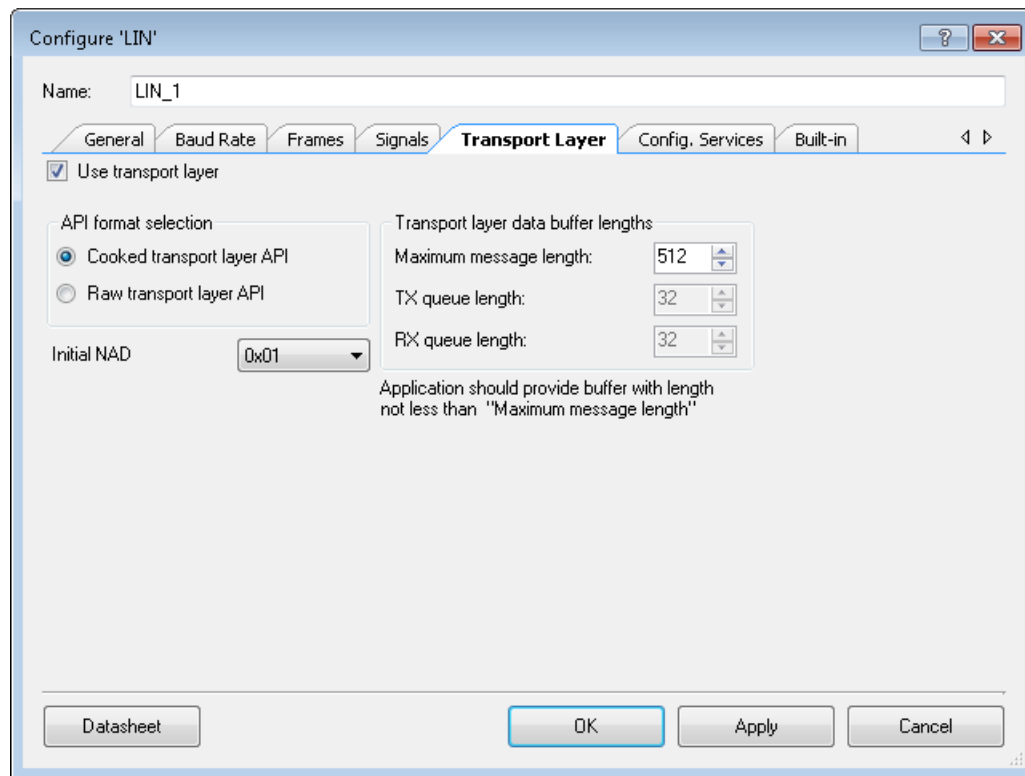 Configure 'LIN'
Name: LIN_1
General Baud Rate Frames Signals Transport Layer Config. Services Built-in
Use transport layer
API format selection
Cooked transport layer API
Raw transport layer API
Initial NAD 0x01
Transport layer data buffer lengths
Maximum message length: 512
TX queue length: 32
RX queue length: 32
Application should provide buffer with length
not less than "Maximum message length"
Datasheet OK Apply Cancel